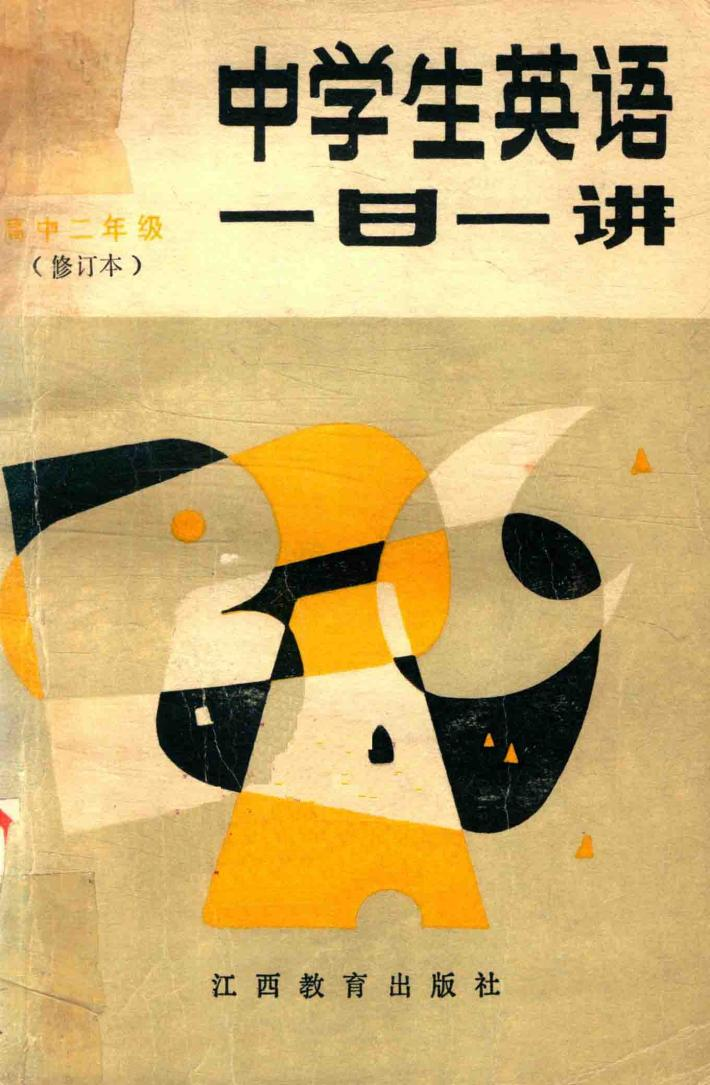 中学生英语
一日一讲
高中二年级
（修订本）
江西教育出版社